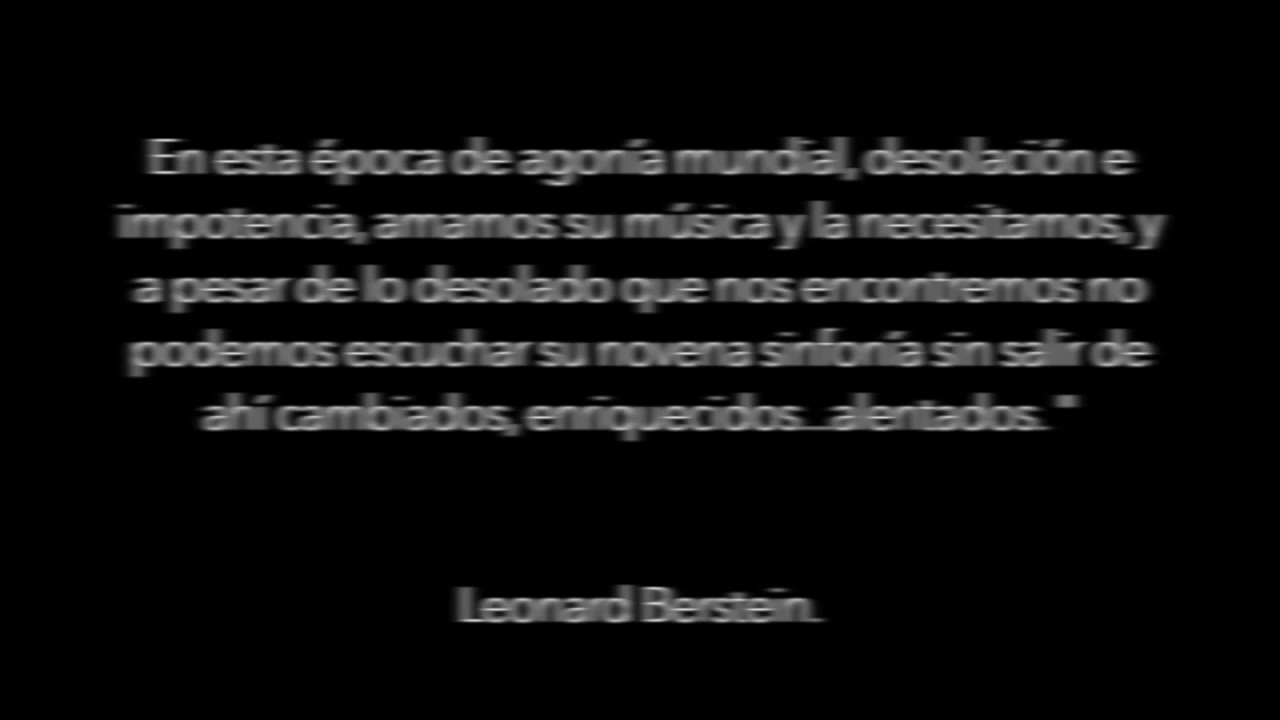 En esta época de agonía mundial, desolación e
impotencia, amamos su música y la necesitamos, y
a pesar de lo desolado que nos encontremos no
podemos escuchar su novena sinfonía sin salir de
ahí cambiados, enriquecidos...alentados."
Leonard Berstein.